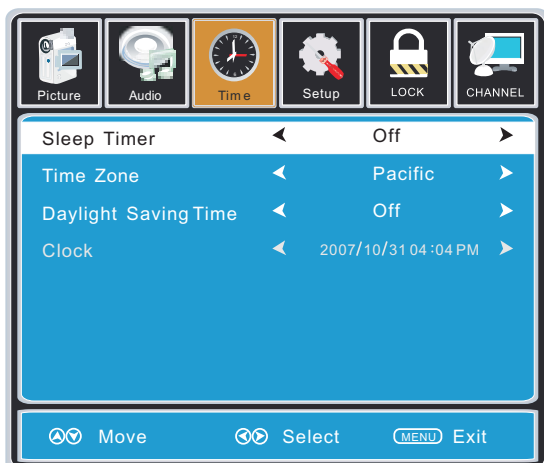 Picture Audio Time Setup LOCK CHANNEL
Sleep Timer Off
Time Zone Pacific
Daylight Saving Time Off
Clock 2007/10/31 04:04 PM
Move Select MENU Exit